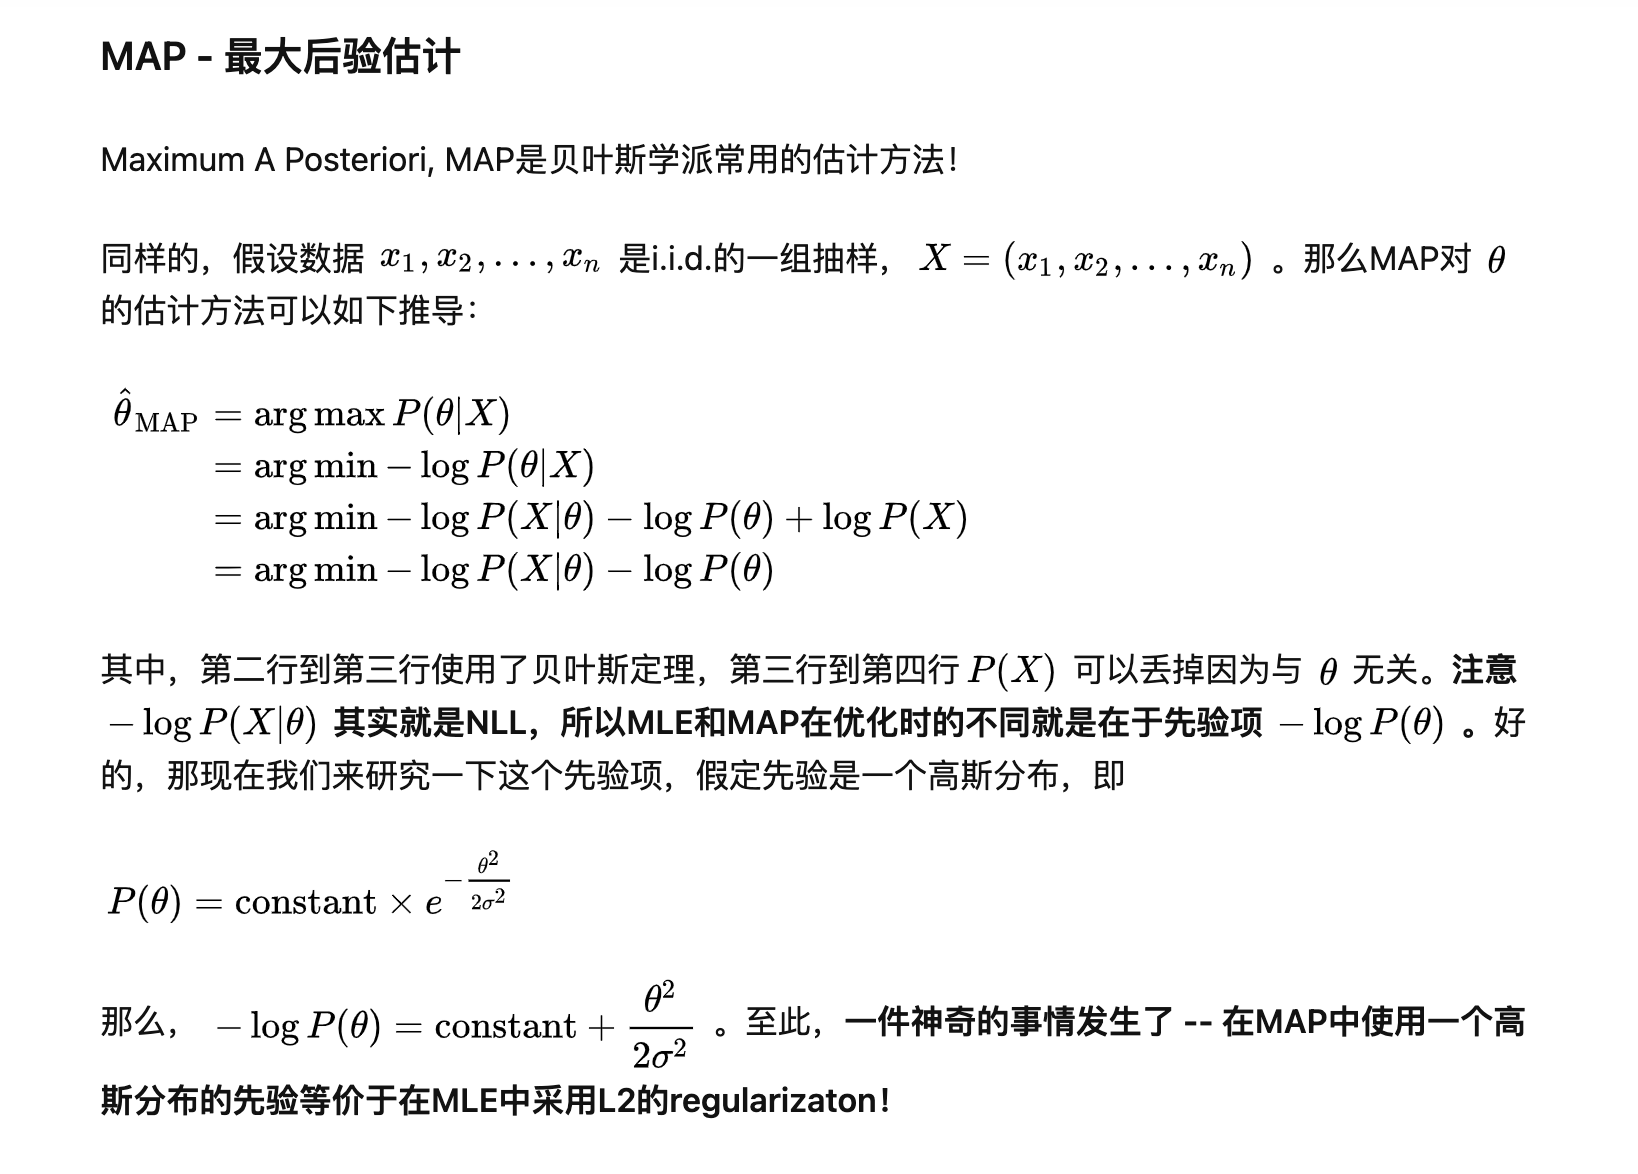 MAP - 最大后验估计
Maximum A Posteriori, MAP是贝叶斯学派常用的估计方法！
同样的，假设数据 $x_1, x_2, \ldots, x_n$ 是i.i.d.的一组抽样， $X = (x_1, x_2, \ldots, x_n)$ 。那么MAP对 $\theta$
的估计方法可以如下推导：
$\hat{\theta}_{\text{MAP}} = \arg\max P(\theta|X)$
$= \arg\min -\log P(\theta|X)$
$= \arg\min -\log P(X|\theta) - \log P(\theta) + \log P(X)$
$= \arg\min -\log P(X|\theta) - \log P(\theta)$
其中，第二行到第三行使用了贝叶斯定理，第三行到第四行 $P(X)$ 可以丢掉因为与 $\theta$ 无关。注意
$-\log P(X|\theta)$ 其实就是NLL，所以MLE和MAP在优化时的不同就是在于先验项 $-\log P(\theta)$ 。好
的，那现在我们来研究一下这个先验项，假定先验是一个高斯分布，即
$P(\theta) = \text{constant} \times e^{-\frac{\theta^2}{2\sigma^2}}$
那么， $-\log P(\theta) = \text{constant} + \frac{\theta^2}{2\sigma^2}$ 。至此，一件神奇的事情发生了 -- 在MAP中使用一个高
斯分布的先验等价于在MLE中采用L2的regularizaton！